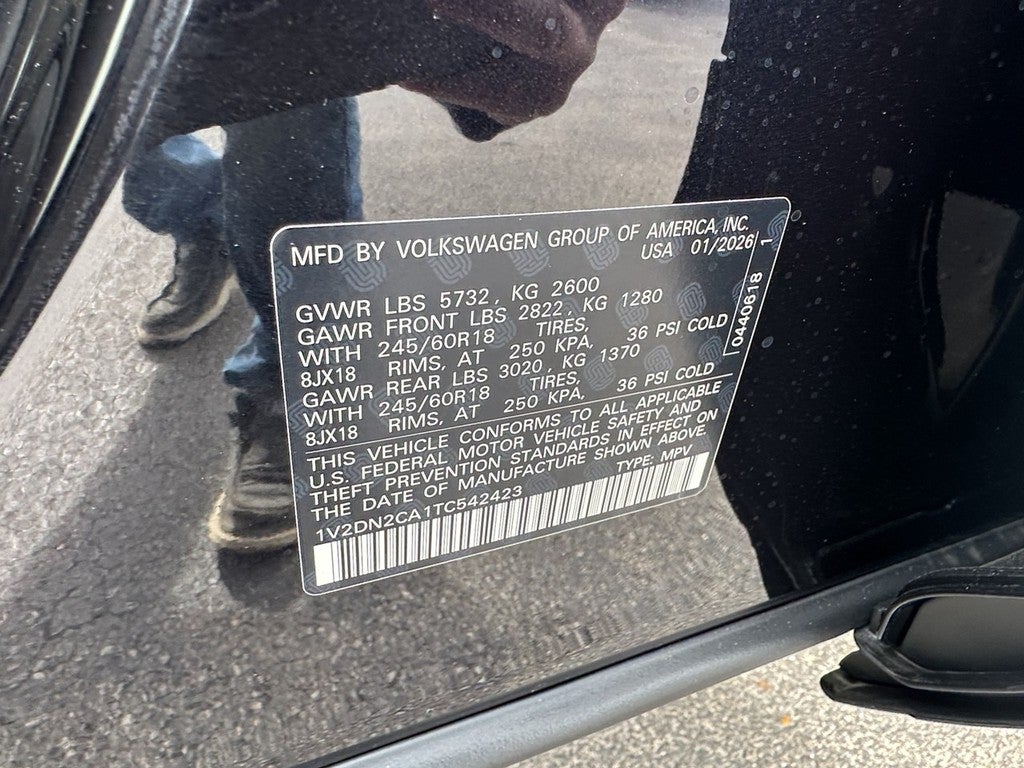 MFD BY VOLKSWAGEN GROUP OF AMERICA, INC.
USA 01/2026
GVWR LBS 5732, KG 2600
GAWR FRONT LBS 2822, KG 1280
WITH 245/60R18 TIRES,
8JX18 RIMS, AT 250 KPA, 36 PSI COLD
GAWR REAR LBS 3020, KG 1370
WITH 245/60R18 TIRES,
8JX18 RIMS, AT 250 KPA, 36 PSI COLD
THIS VEHICLE CONFORMS TO ALL APPLICABLE
U.S. FEDERAL MOTOR VEHICLE SAFETY AND
THEFT PREVENTION STANDARDS IN EFFECT ON
THE DATE OF MANUFACTURE SHOWN ABOVE.
1V2DN2CA1TC542423 TYPE: MPV
0440618 1